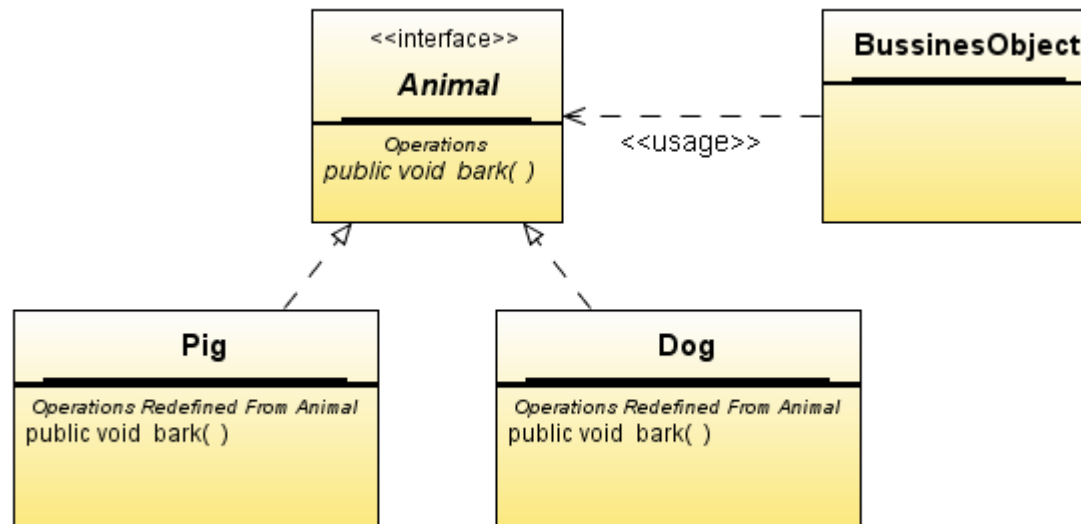 <<interface>>
Animal
Operations
public void bark( )
BussinesObject
<<usage>>
Pig
Operations Redefined From Animal
public void bark( )
Dog
Operations Redefined From Animal
public void bark( )